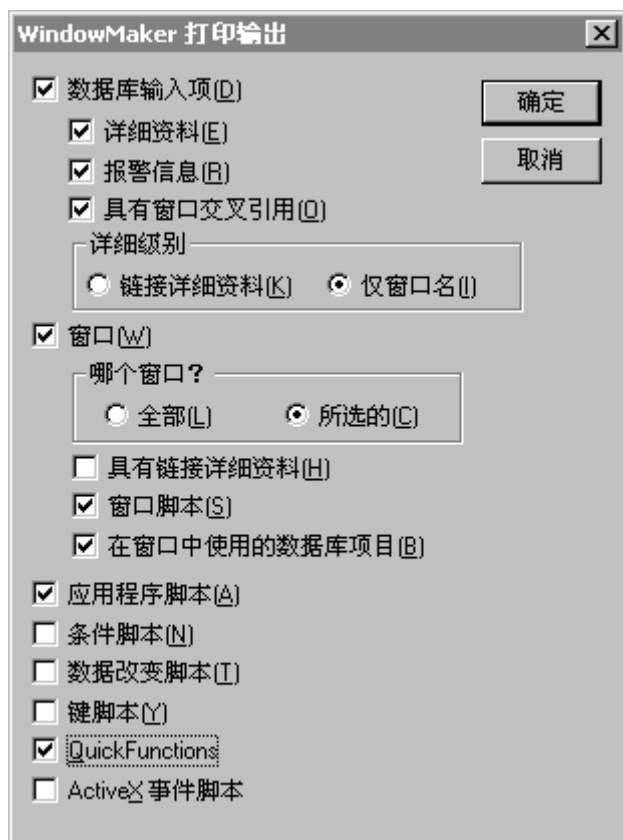 WindowMaker 打印输出
数据库输入项(D)
确定
详细资料(E)
取消
报警信息(R)
具有窗口交叉引用(O)
详细级别
链接详细资料(K) 仅窗口名(I)
窗口(W)
哪个窗口？
全部(L) 所选的(C)
具有链接详细资料(H)
窗口脚本(S)
在窗口中使用的数据库项目(B)
应用程序脚本(A)
条件脚本(N)
数据改变脚本(T)
键脚本(Y)
QuickFunctions
ActiveX 事件脚本